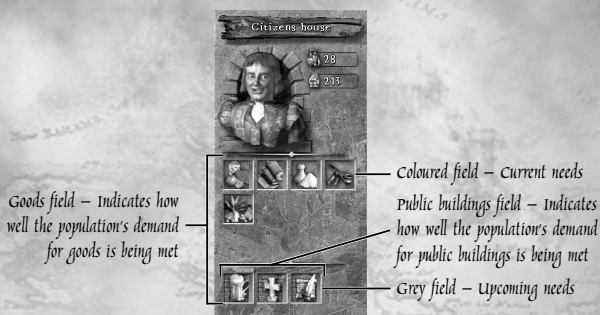 Citizens house
28
213
Goods field – Indicates how
well the population's demand
for goods is being met
Coloured field – Current needs
Public buildings field – Indicates
how well the population's demand
for public buildings is being met
Grey field – Upcoming needs